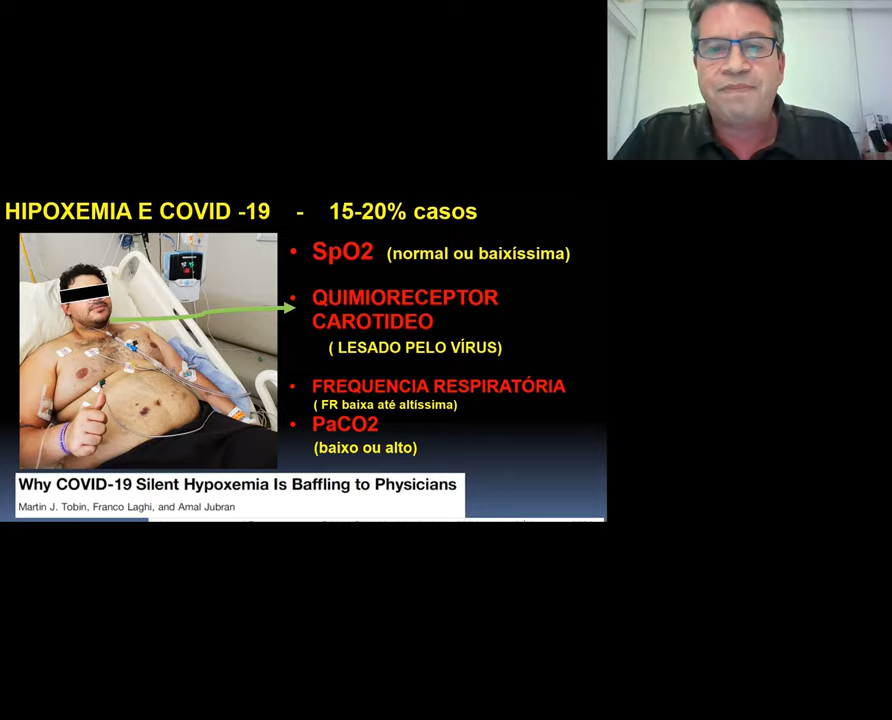 HIPOXEMIA E COVID -19 - 15-20% casos
• SpO2 (normal ou baixíssima)
• QUIMIORECEPTOR
CAROTIDEO
( LESADO PELO VÍRUS)
• FREQUENCIA RESPIRATÓRIA
( FR baixa até altíssima)
• PaCO2
(baixo ou alto)
Why COVID-19 Silent Hypoxemia Is Baffling to Physicians
Martin J. Tobin, Franco Laghi, and Amal Jubran